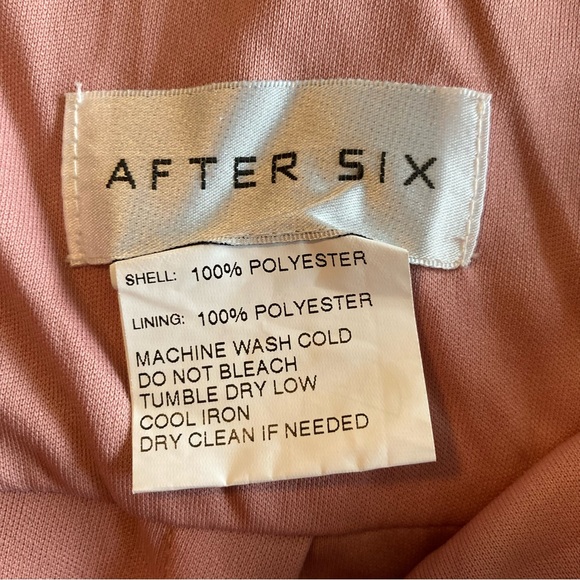 AFTER SIX
SHELL: 100% POLYESTER
LINING: 100% POLYESTER
MACHINE WASH COLD
DO NOT BLEACH
TUMBLE DRY LOW
COOL IRON
DRY CLEAN IF NEEDED